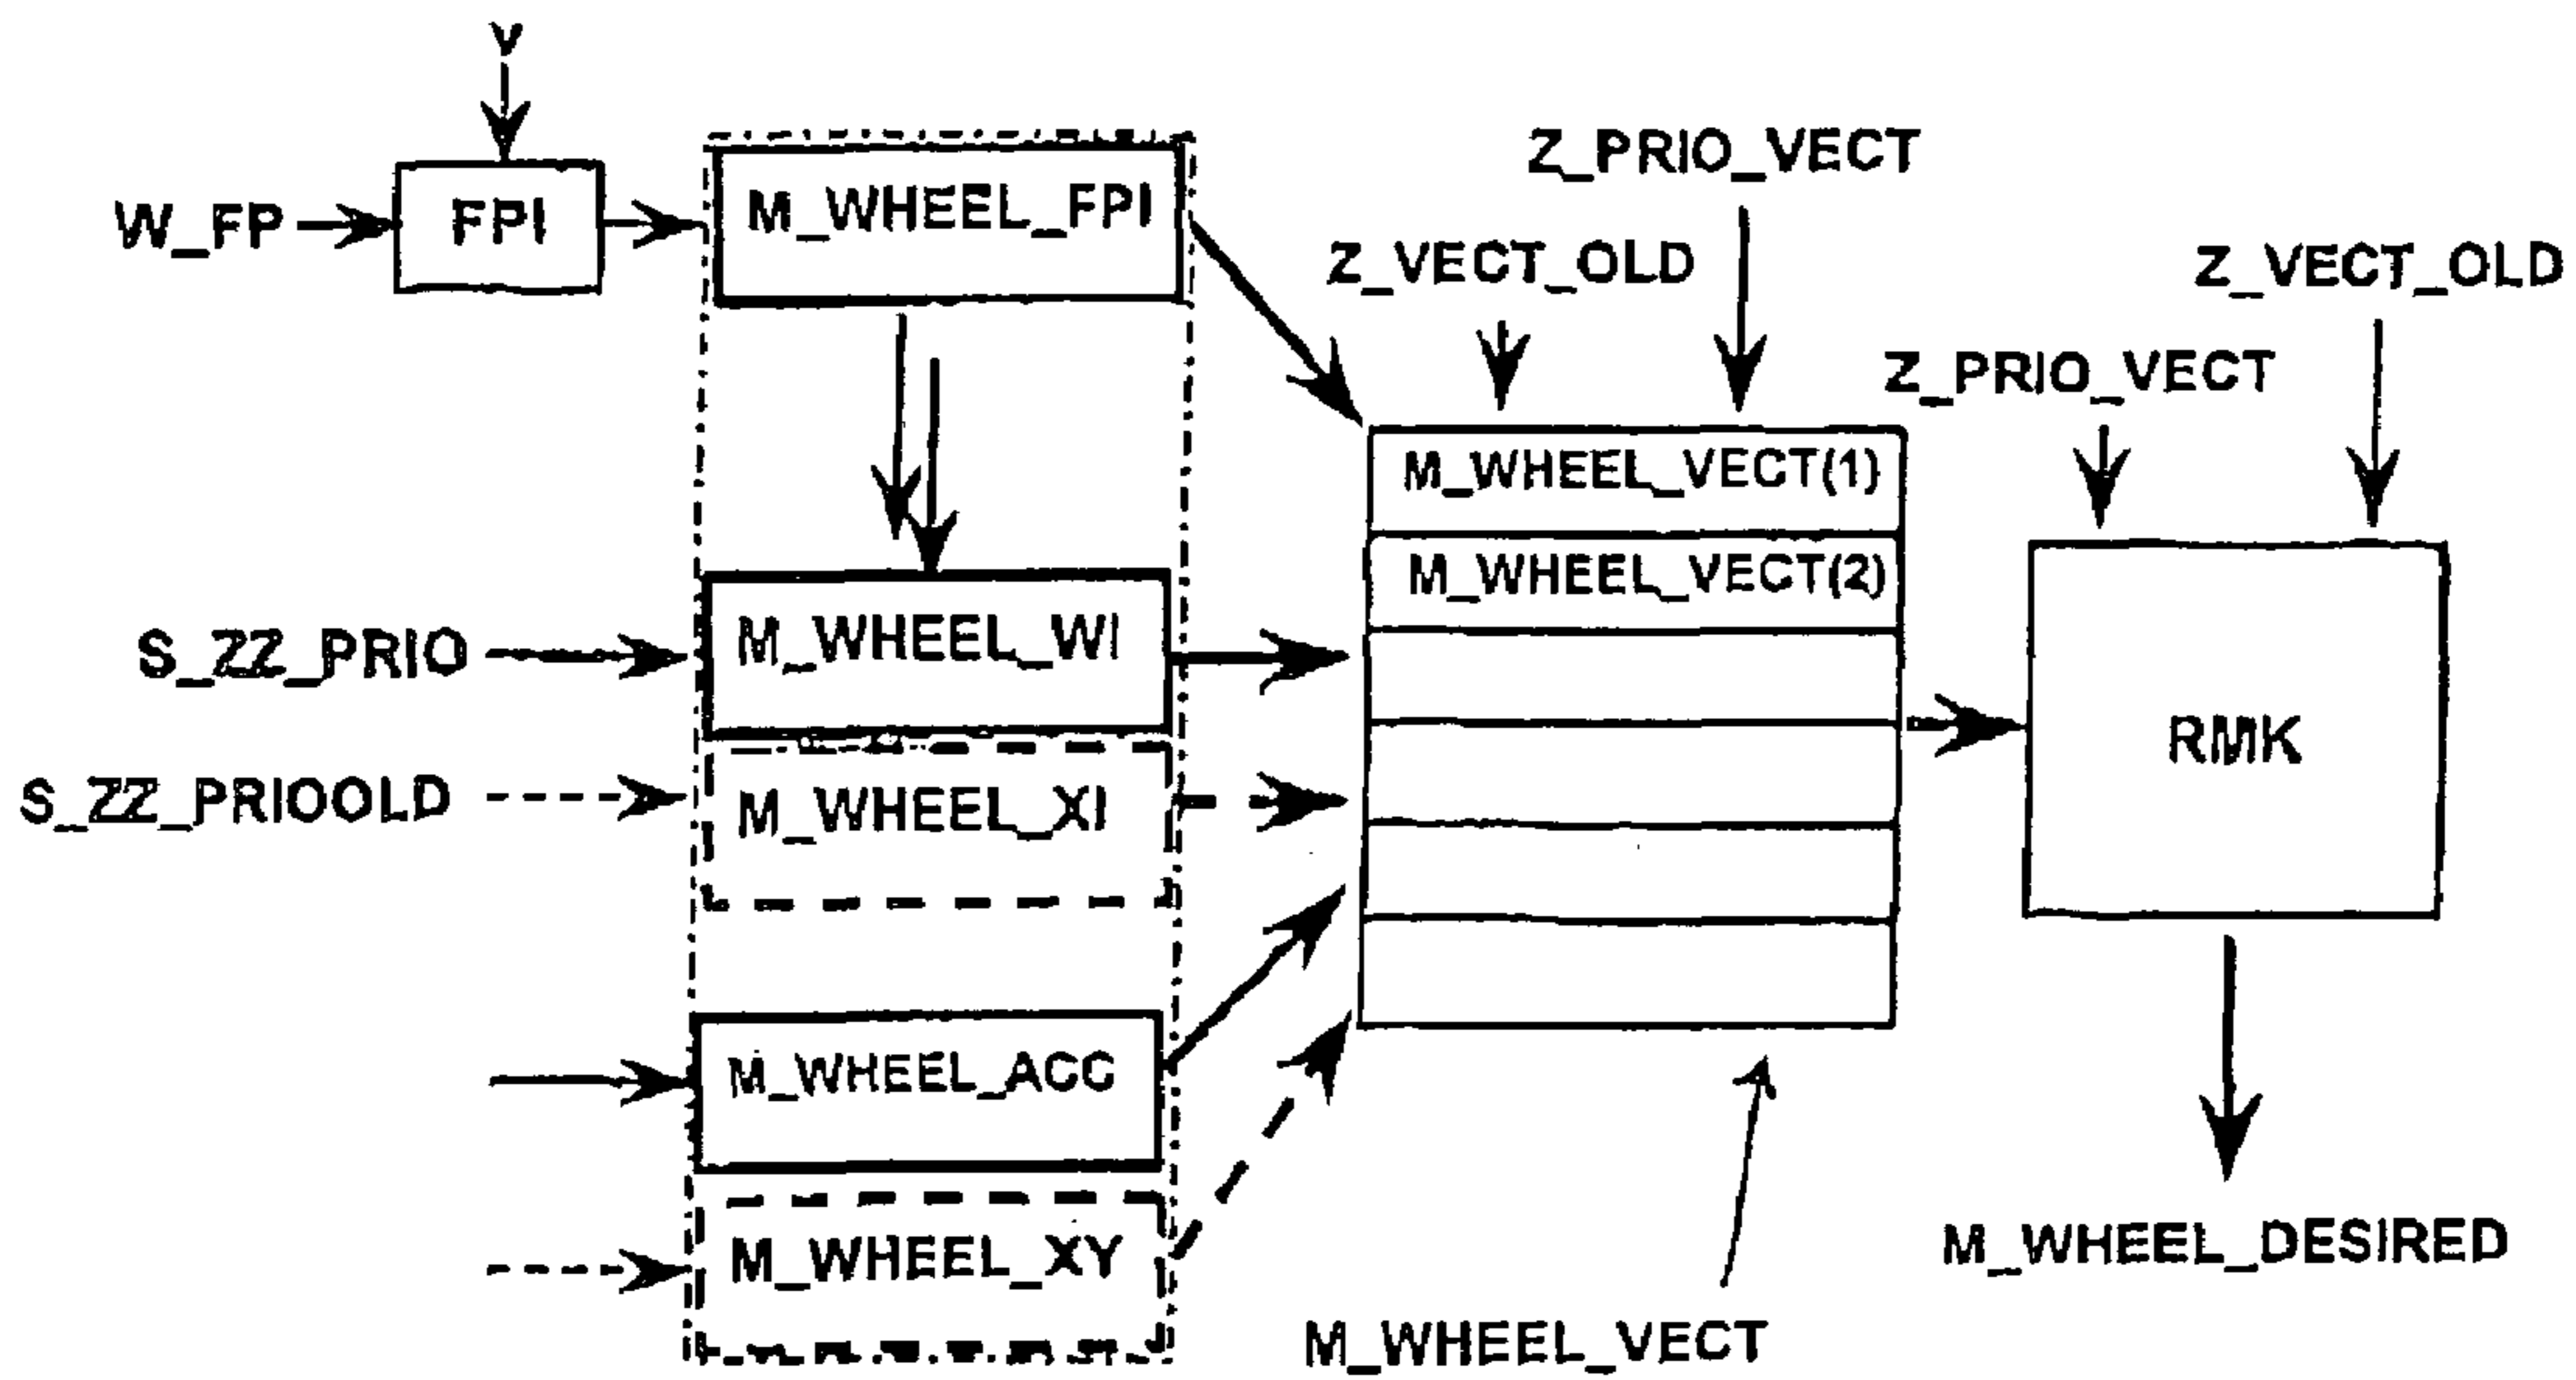 V
Z_PRIO_VECT
W_FP
FPI
M_WHEEL_FPI
Z_VECT_OLD
Z_VECT_OLD
Z_PRIO_VECT
M_WHEEL_VECT(1)
M_WHEEL_VECT(2)
S_ZZ_PRIO
M_WHEEL_WI
RMK
S_ZZ_PRIOOLD
M_WHEEL_XI
M_WHEEL_ACC
M_WHEEL_XY
M_WHEEL_DESIRED
M_WHEEL_VECT